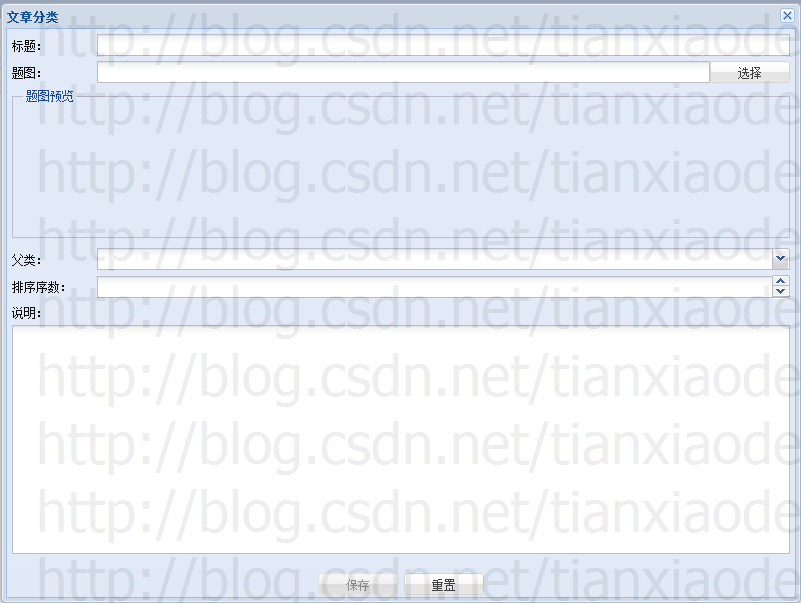 文章分类
标题:
题图:
选择
题图预览
父类:
排序序数:
说明:
保存
重置
http://blog.csdn.net/tianxiaode
http://blog.csdn.net/tianxiaode
http://blog.csdn.net/tianxiaode
http://blog.csdn.net/tianxiaode
http://blog.csdn.net/tianxiaode
http://blog.csdn.net/tianxiaode
http://blog.csdn.net/tianxiaode
http://blog.csdn.net/tianxiaode
http://blog.csdn.net/tianxiaode